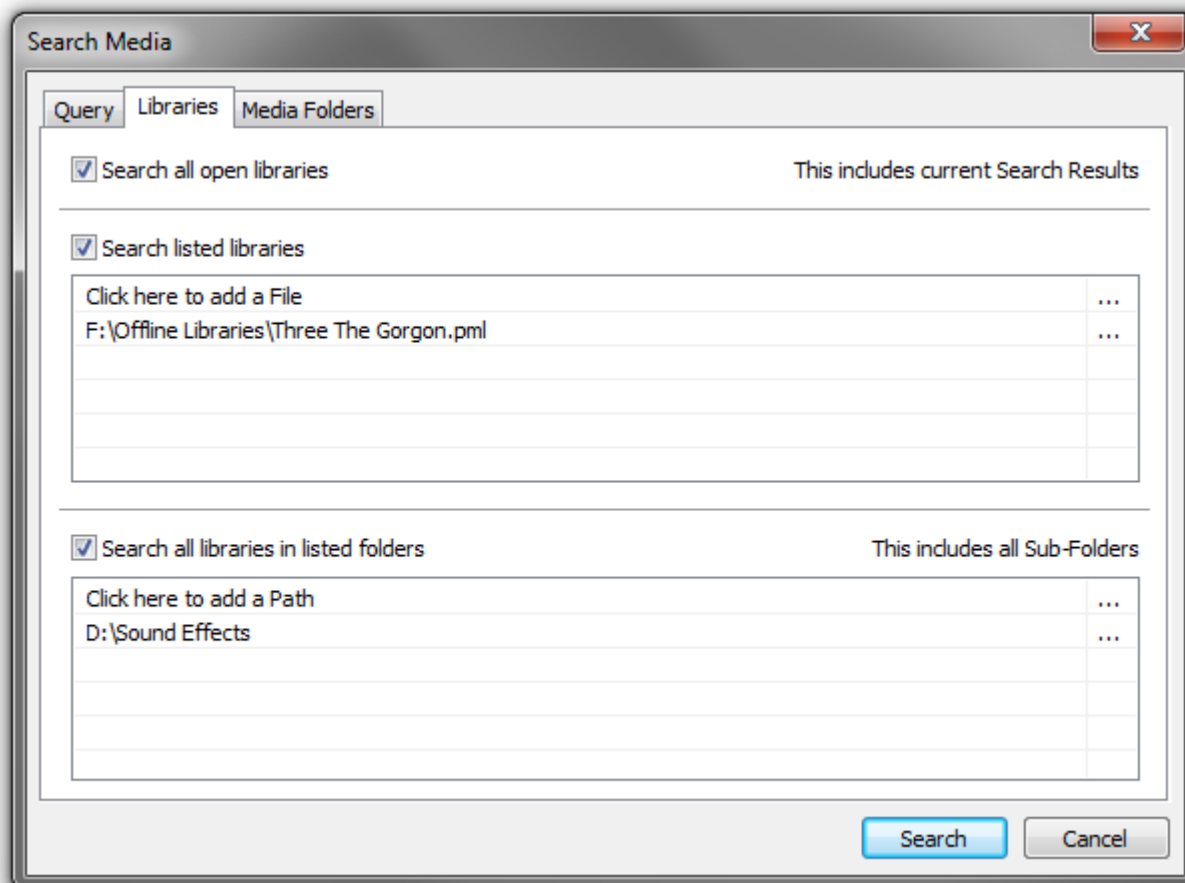 Search Media
Query Libraries Media Folders
Search all open libraries This includes current Search Results
Search listed libraries
Click here to add a File ...
F:\Offline Libraries\Three The Gorgon.pml ...
Search all libraries in listed folders This includes all Sub-Folders
Click here to add a Path ...
D:\Sound Effects ...
Search Cancel